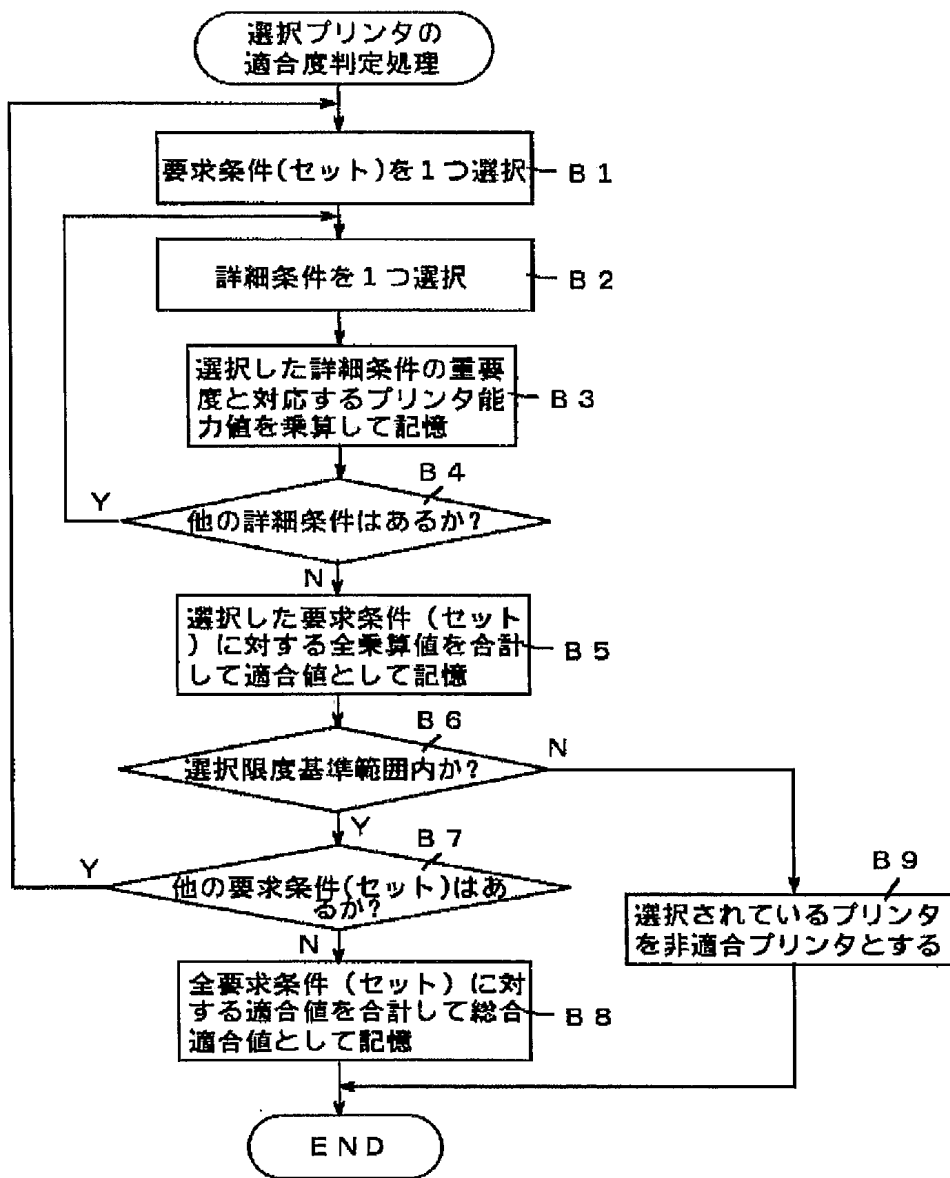 選択プリンタの
適合度判定処理
要求条件(セット)を1つ選択
B1
詳細条件を1つ選択
B2
選択した詳細条件の重要
度と対応するプリンタ能
力値を乗算して記憶
B3
B4
Y
他の詳細条件はあるか?
N
選択した要求条件(セット
)に対する全乗算値を合計
して適合値として記憶
B5
B6
N
選択限度基準範囲内か?
Y
B7
Y
他の要求条件(セット)はあ
るか?
N
B9
選択されているプリンタ
を非適合プリンタとする
全要求条件(セット)に対
する適合値を合計して総合
適合値として記憶
B8
END